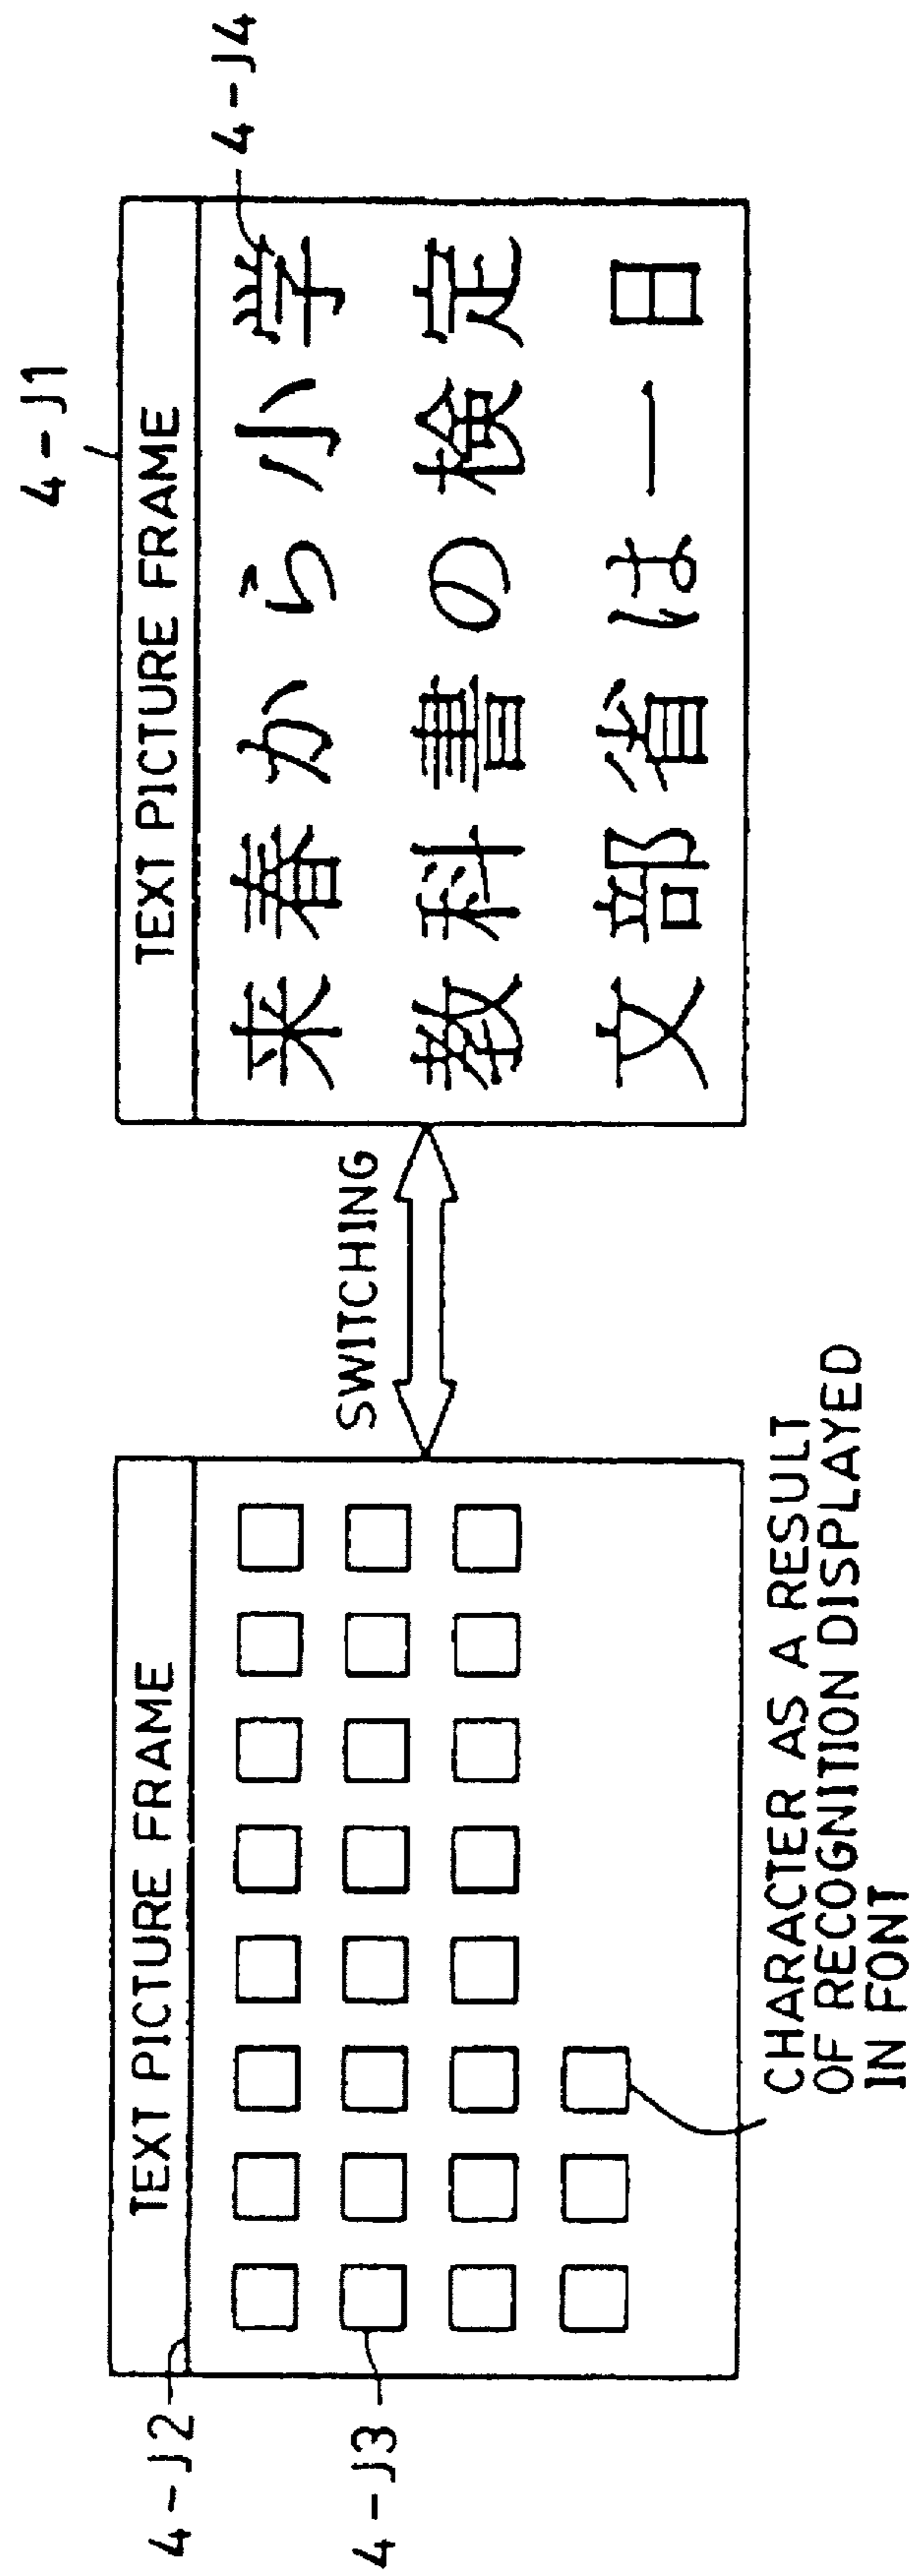 4-J2
TEXT PICTURE FRAME
4-J3
CHARACTER AS A RESULT
OF RECOGNITION DISPLAYED
IN FONT
SWITCHING
4-J1
TEXT PICTURE FRAME
4-J4
来春から小学
教科書の検定
文部省は一日